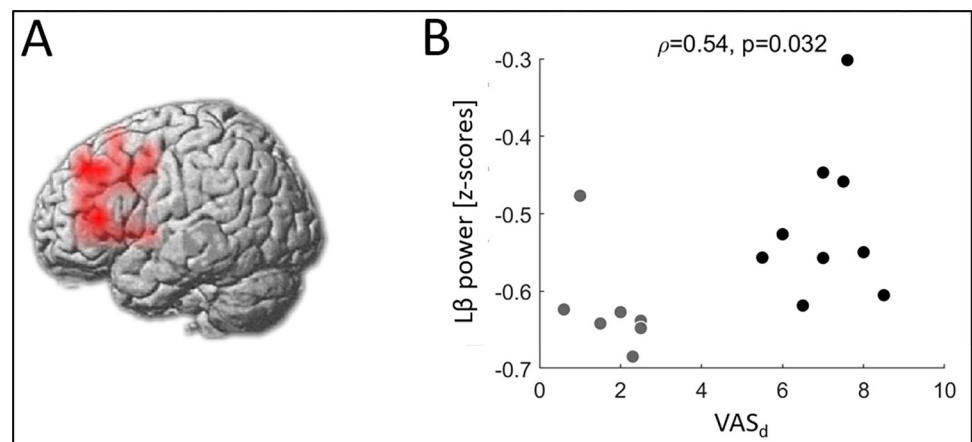 A
B
ρ=0.54, p=0.032
-0.3
-0.4
-0.5
-0.6
-0.7
Lβ power [z-scores]
0 2 4 6 8 10
VASd